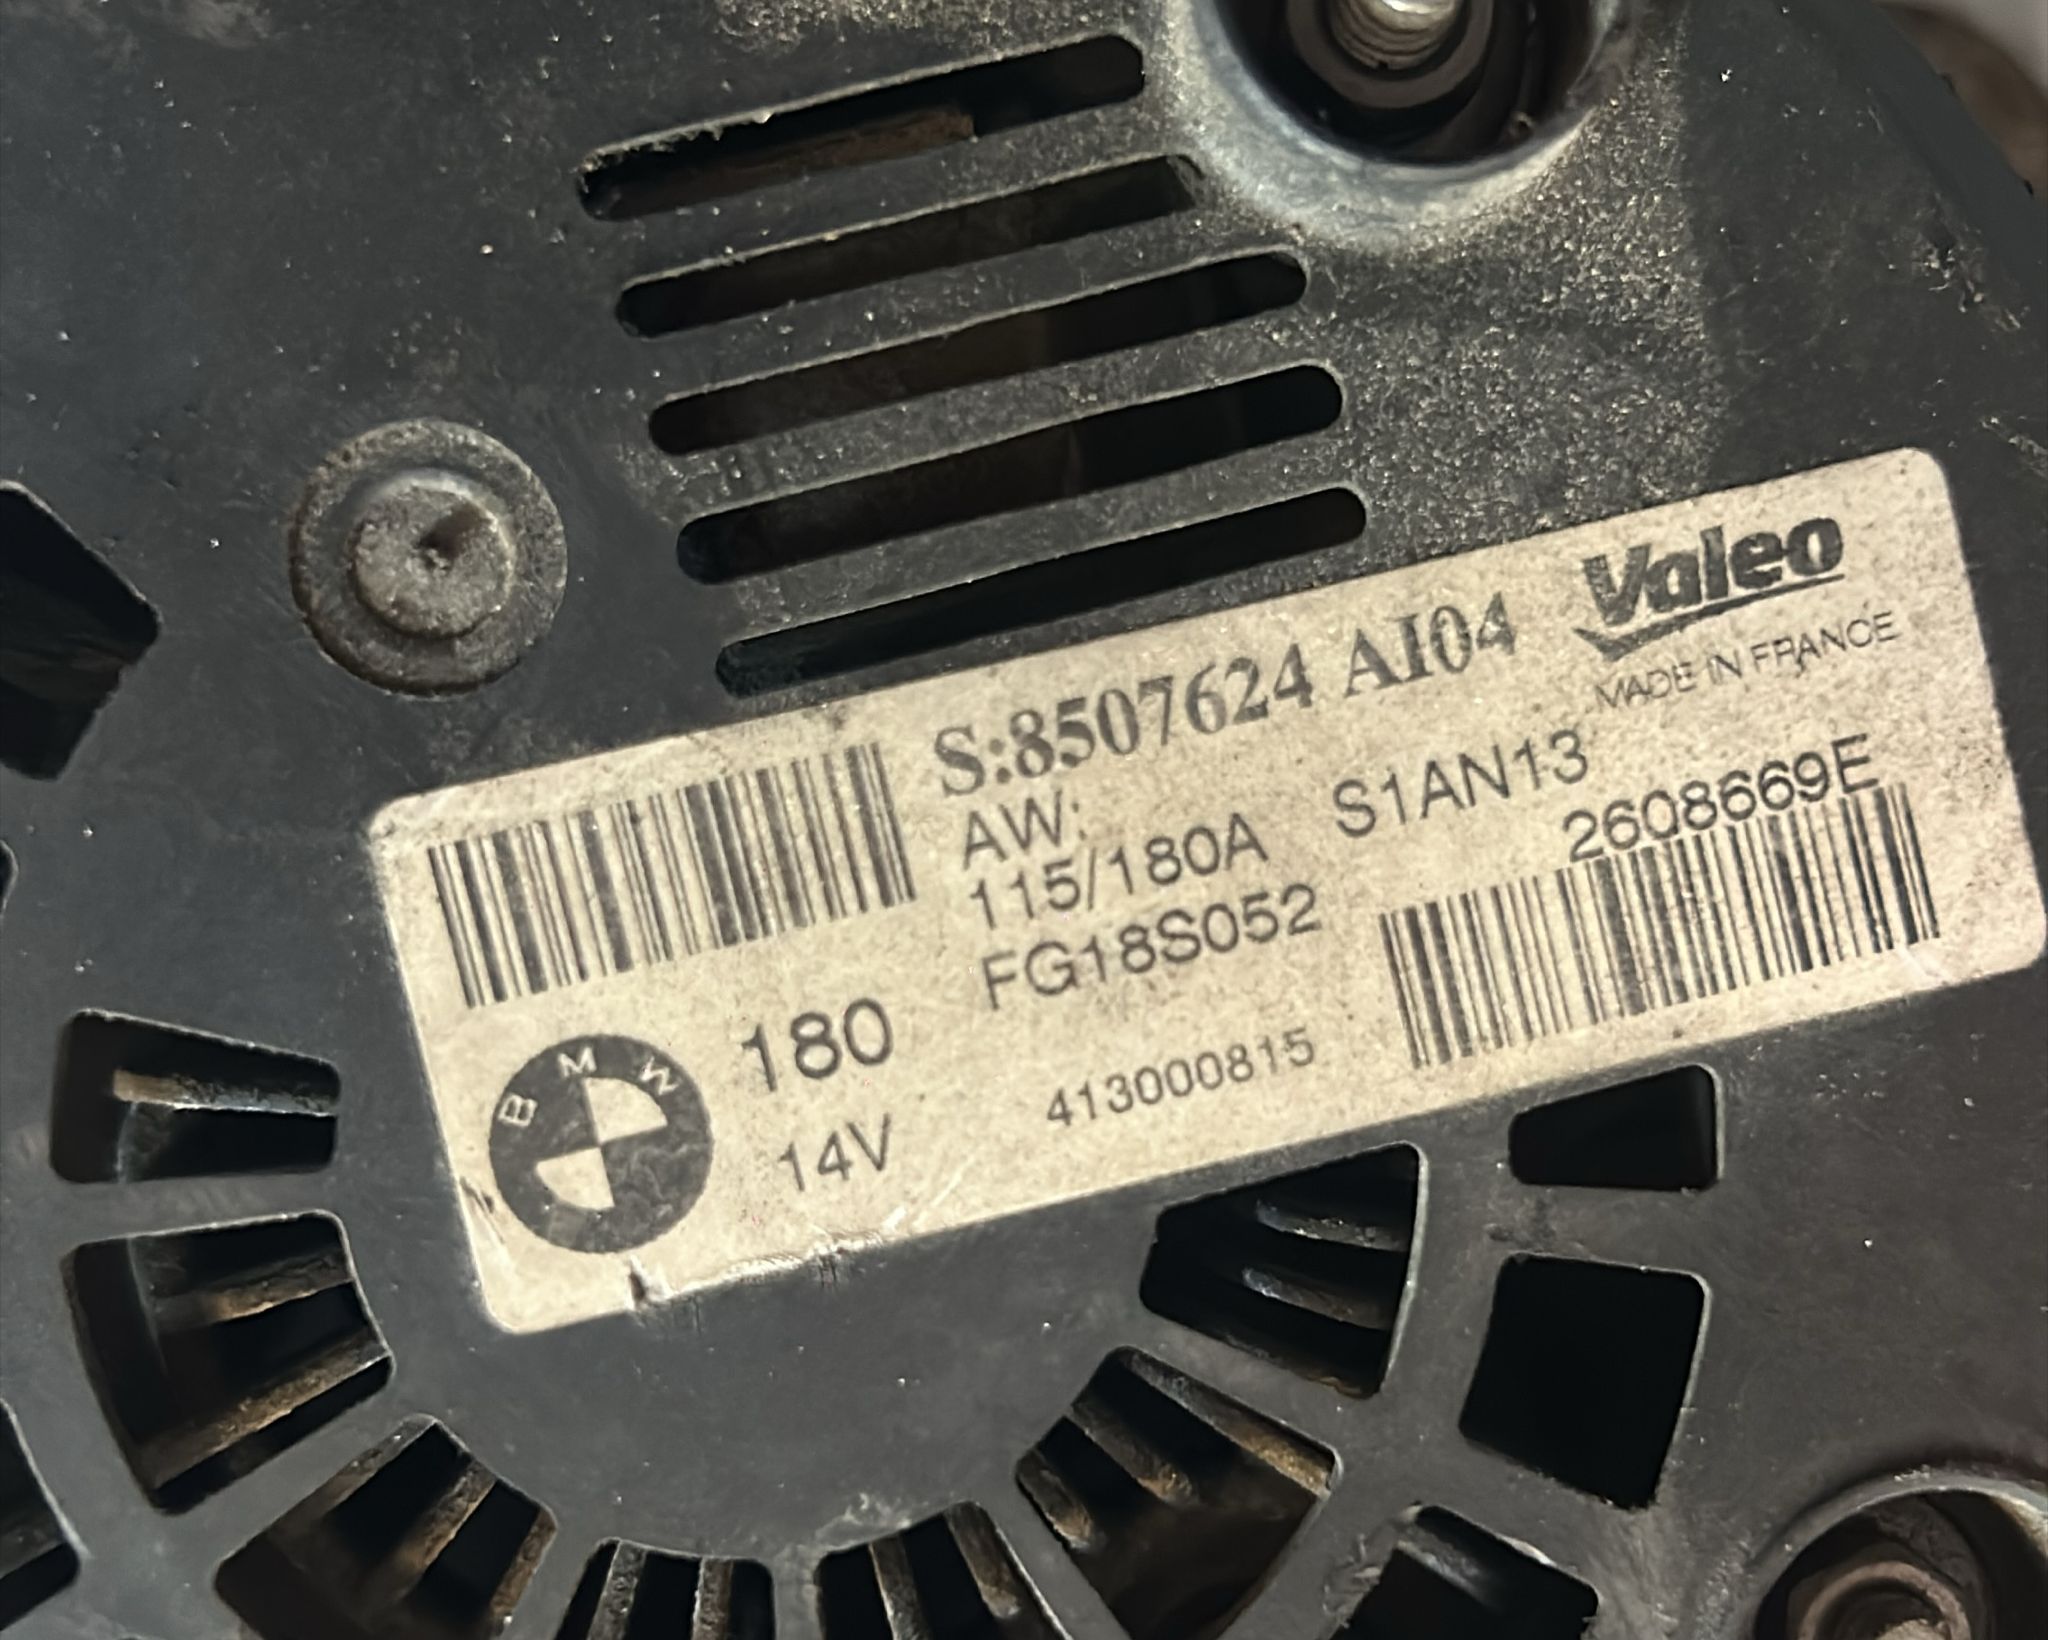 Valeo
MADE IN FRANCE
S:8507624 AI04
AW:
115/180A S1AN13
FG18S052
2608669E
BMW
180
14V
413000815